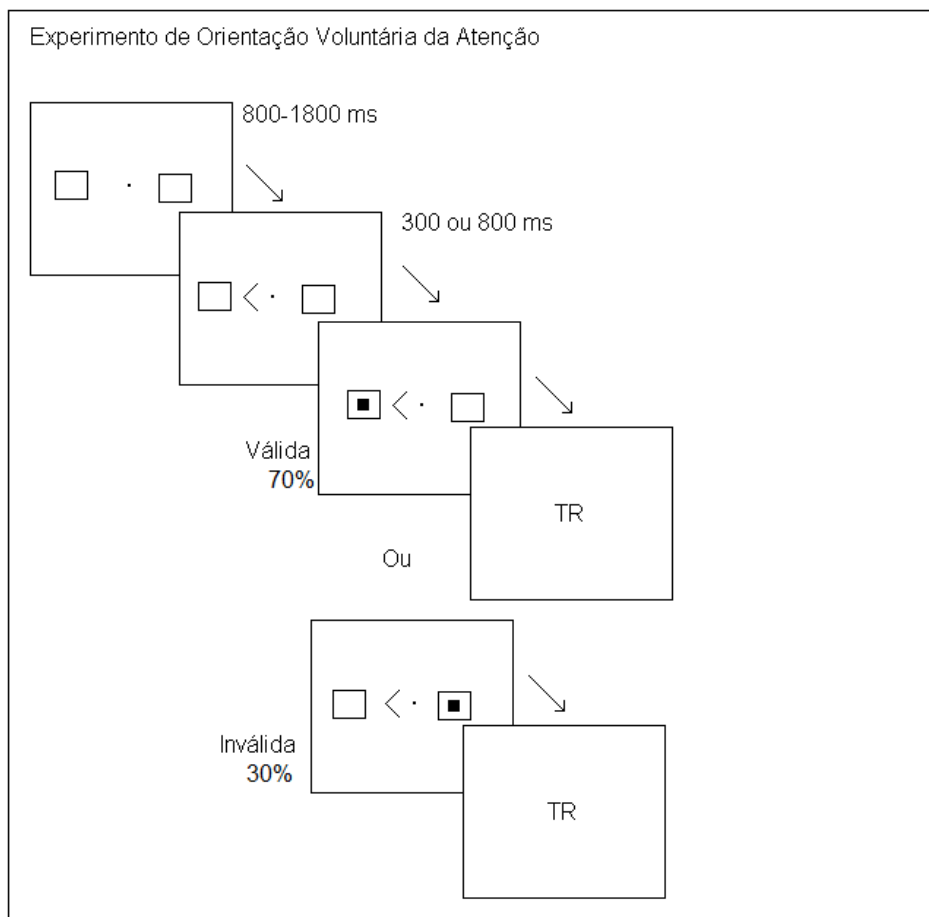 Experimento de Orientação Voluntária da Atenção
800-1800 ms
300 ou 800 ms
Válida
70%
TR
Ou
Inválida
30%
TR